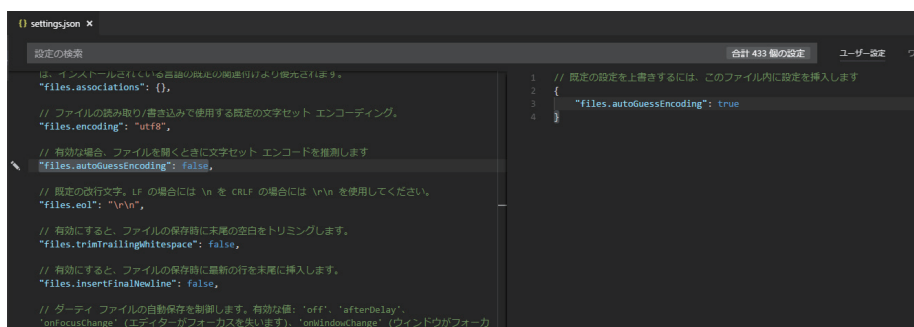 {} settings.json ×
設定の検索
合計 433 個の設定
ユーザー設定
は、インストールされている言語の既定の関連付けより優先されます。
"files.associations": {},
// ファイルの読み取り/書き込みで使用する既定の文字セット エンコーディング。
"files.encoding": "utf8",
// 有効な場合、ファイルを開くときに文字セット エンコードを推測します
"files.autoGuessEncoding": false,
// 既定の改行文字。LF の場合には \n を CRLF の場合には \r\n を使用してください。
"files.eol": "\r\n",
// 有効にすると、ファイルの保存時に末尾の空白をトリミングします。
"files.trimTrailingWhitespace": false,
// 有効にすると、ファイルの保存時に最新の行を末尾に挿入します。
"files.insertFinalNewline": false,
// ダーティ ファイルの自動保存を制御します。有効な値: 'off'、'afterDelay'、
'onFocusChange' (エディターがフォーカスを失います)、'onWindowChange' (ウィンドウがフォーカ
1 // 既定の設定を上書きするには、このファイル内に設定を挿入します
2 {
3 "files.autoGuessEncoding": true
4 }